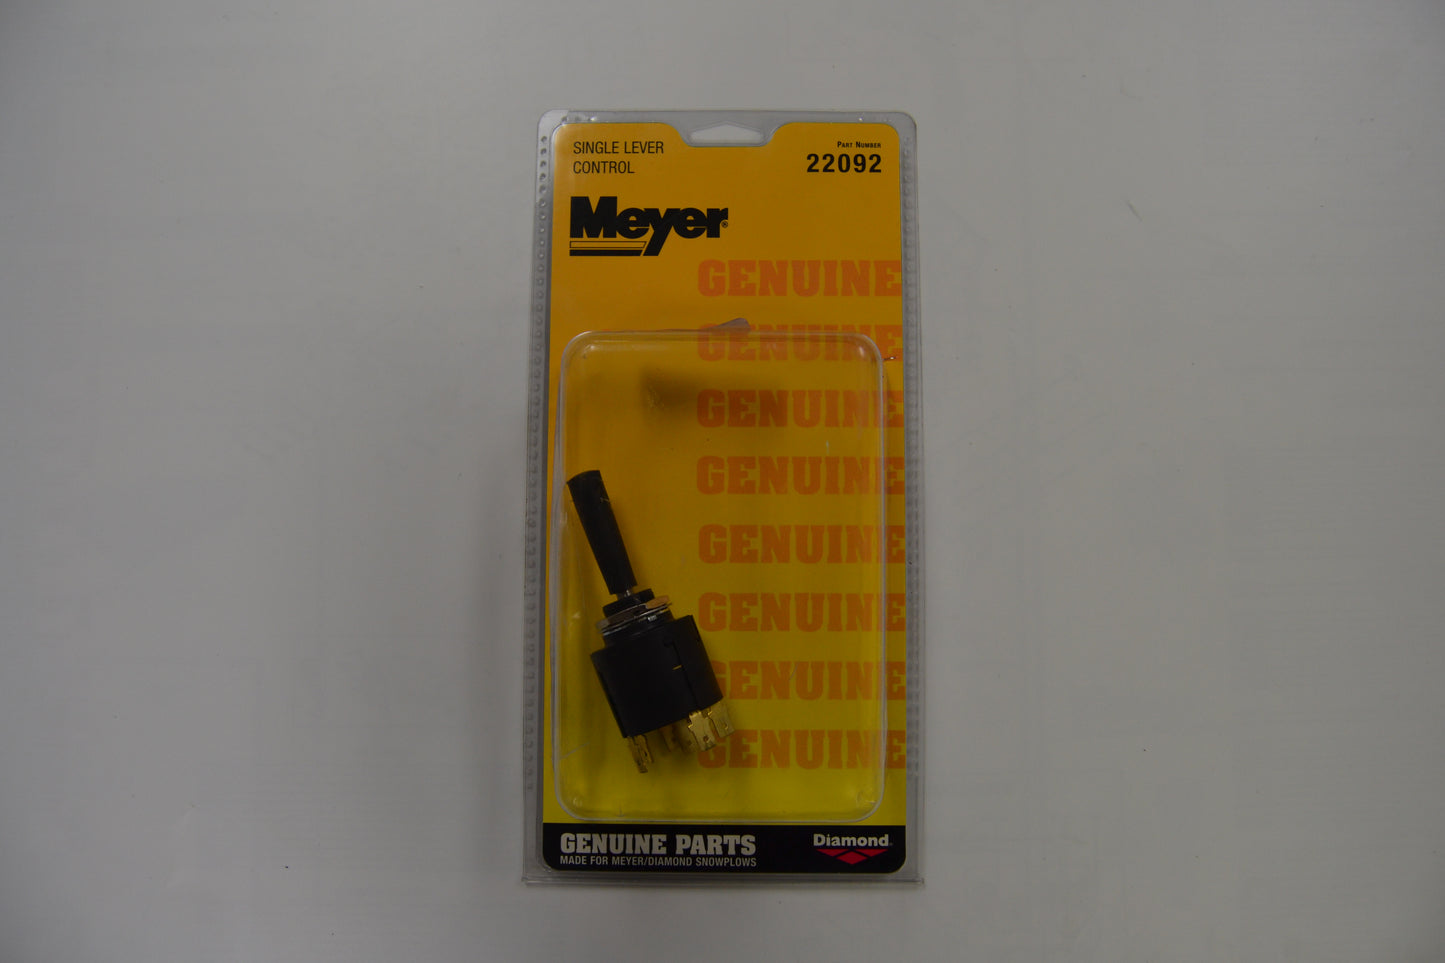 SINGLE LEVER
CONTROL
PART NUMBER
22092
Meyer®
GENUINE
GENUINE
GENUINE
GENUINE
GENUINE
GENUINE
GENUINE
GENUINE
GENUINE PARTS
MADE FOR MEYER/DIAMOND SNOWPLOWS
Diamond